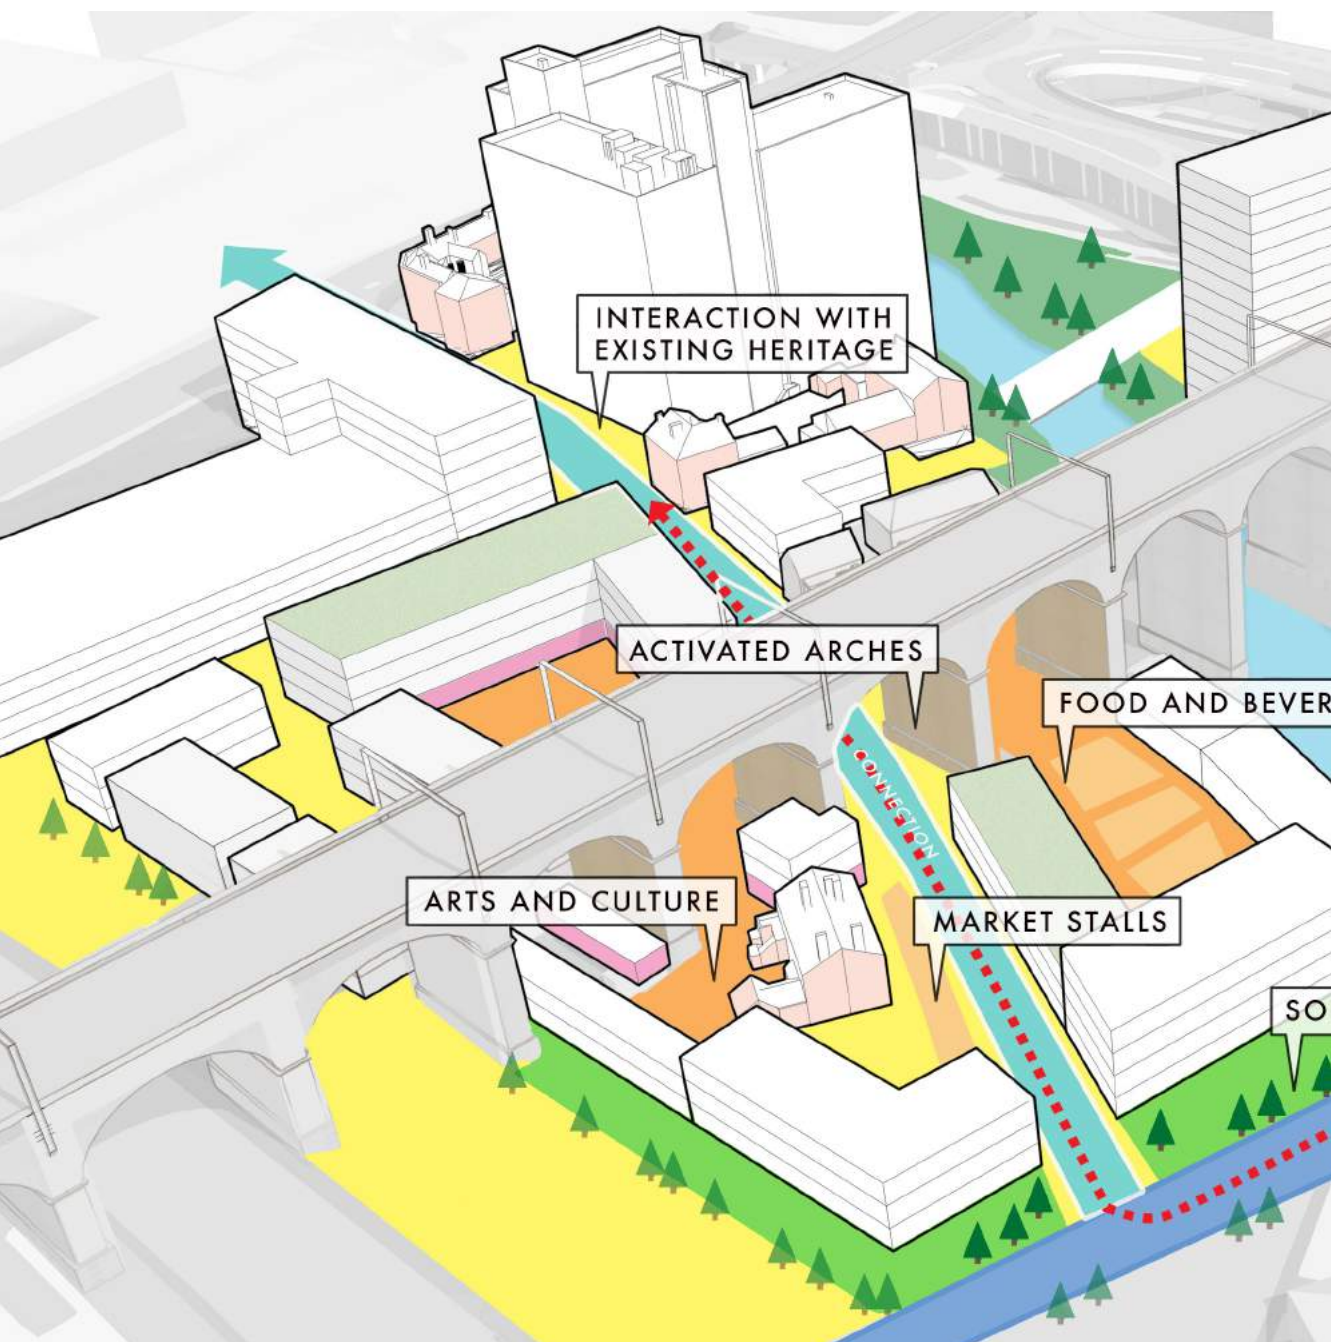 INTERACTION WITH
EXISTING HERITAGE
ACTIVATED ARCHES
FOOD AND BEVER
CONNECTION
ARTS AND CULTURE
MARKET STALLS
SO